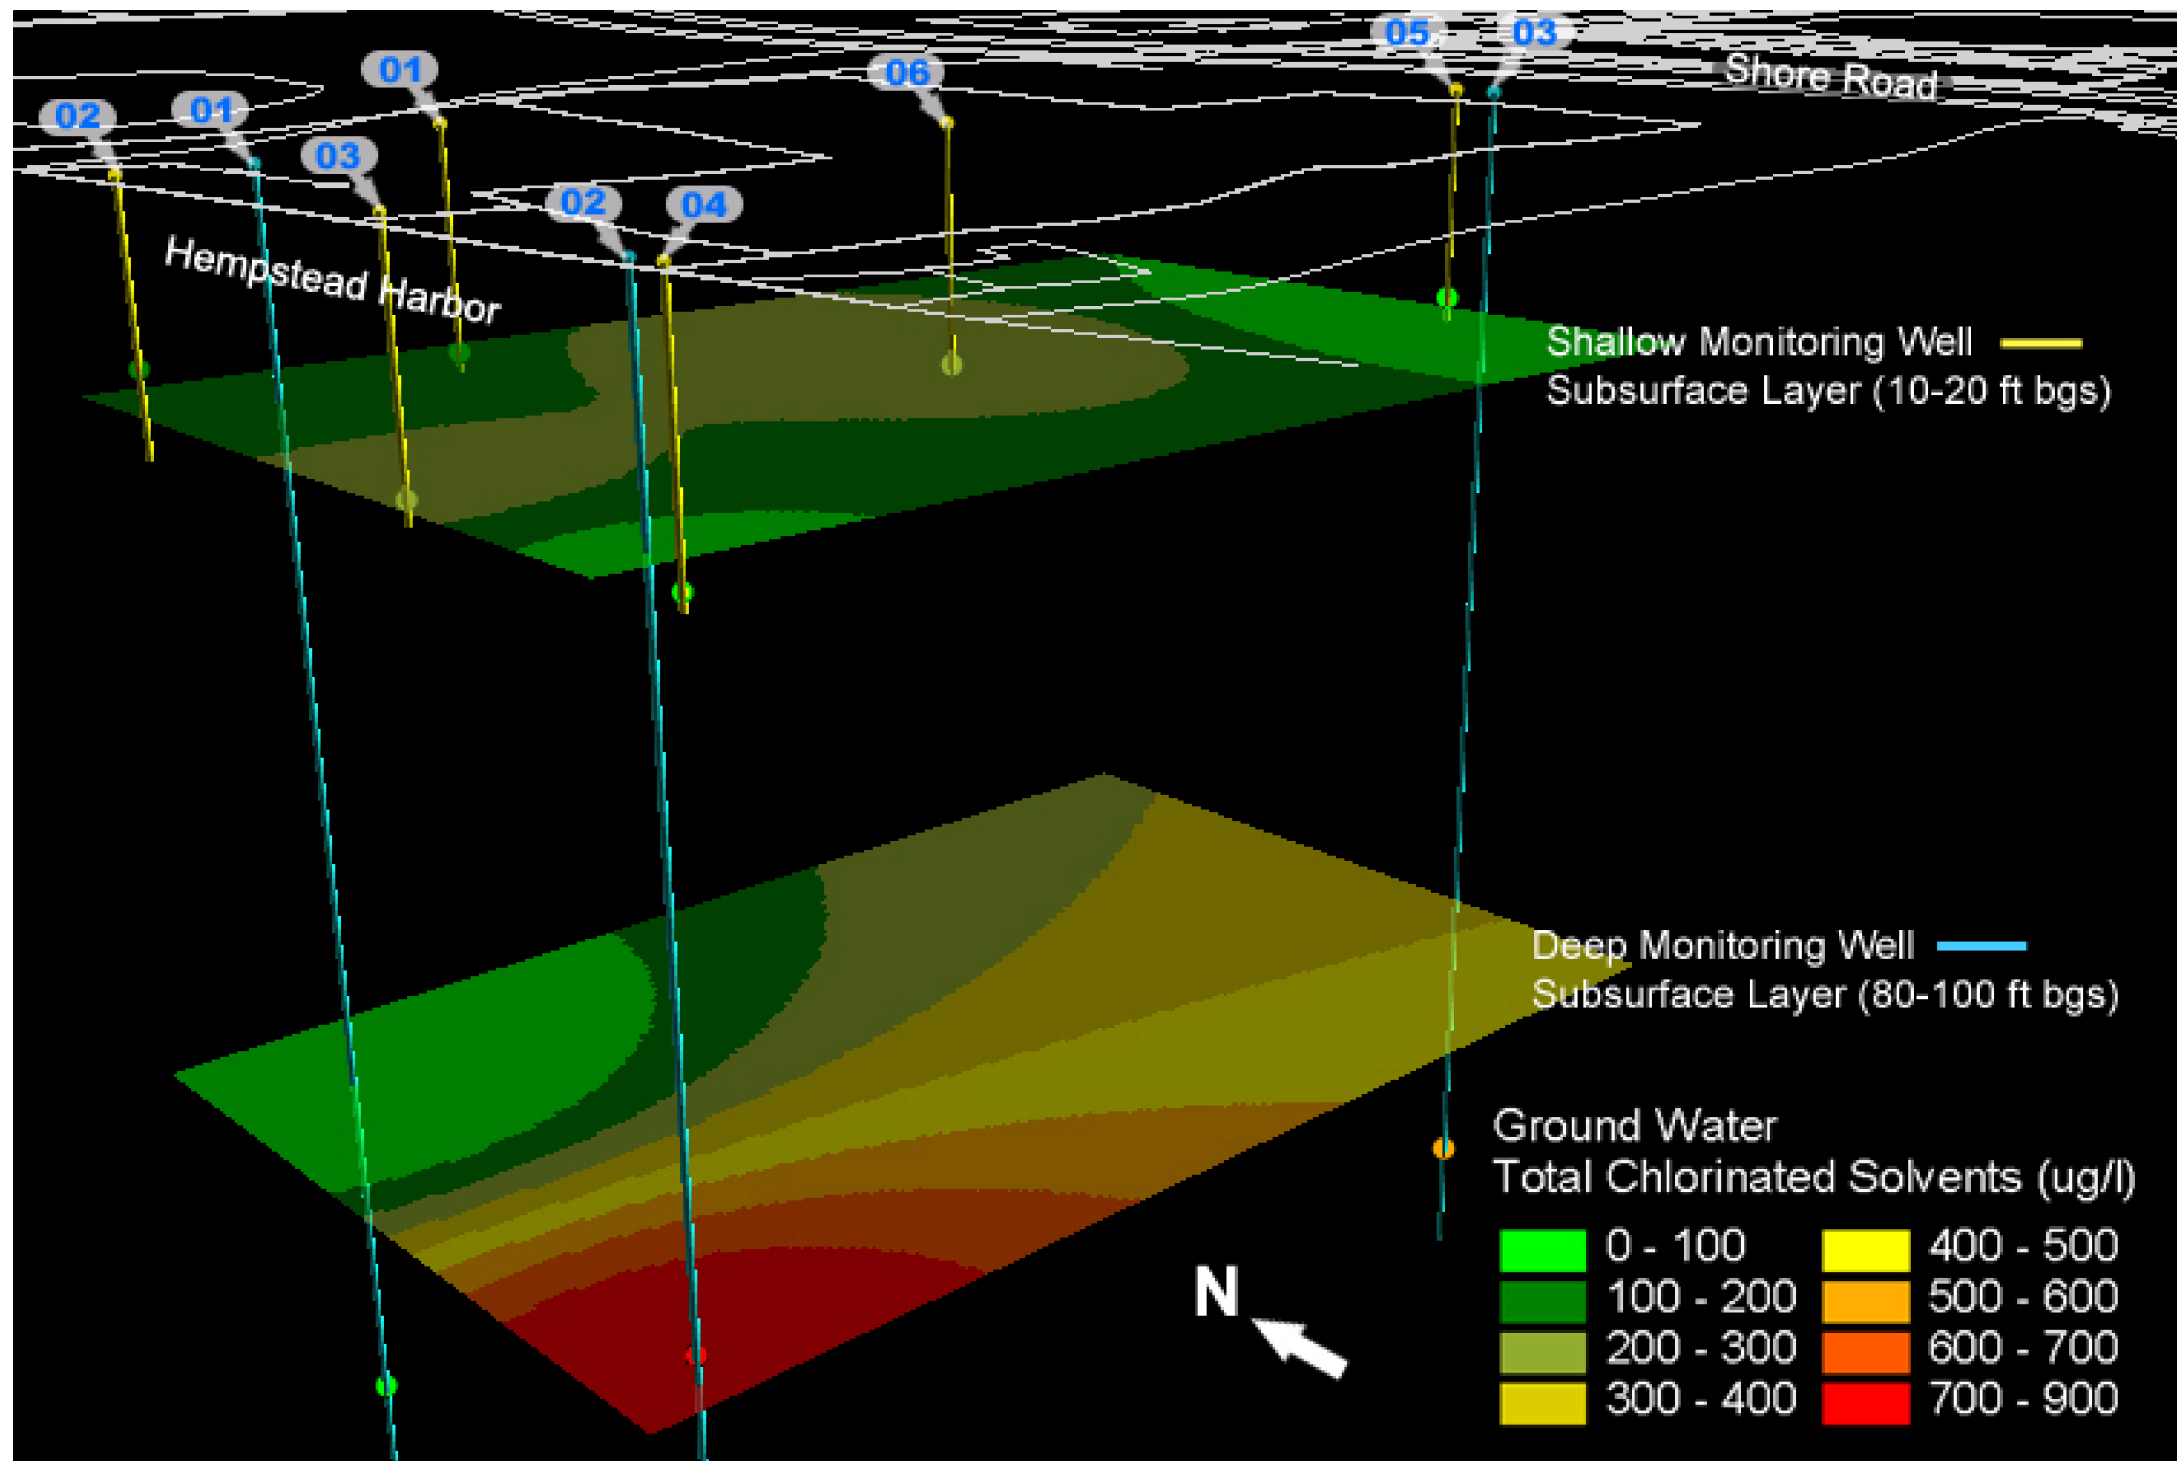 05 03
01 06
Shore Road
02 01
03
02 04
Hempstead Harbor
Shallow Monitoring Well
Subsurface Layer (10-20 ft bgs)
Deep Monitoring Well
Subsurface Layer (80-100 ft bgs)
Ground Water
Total Chlorinated Solvents (ug/l)
N
0 - 100 400 - 500
100 - 200 500 - 600
200 - 300 600 - 700
300 - 400 700 - 900